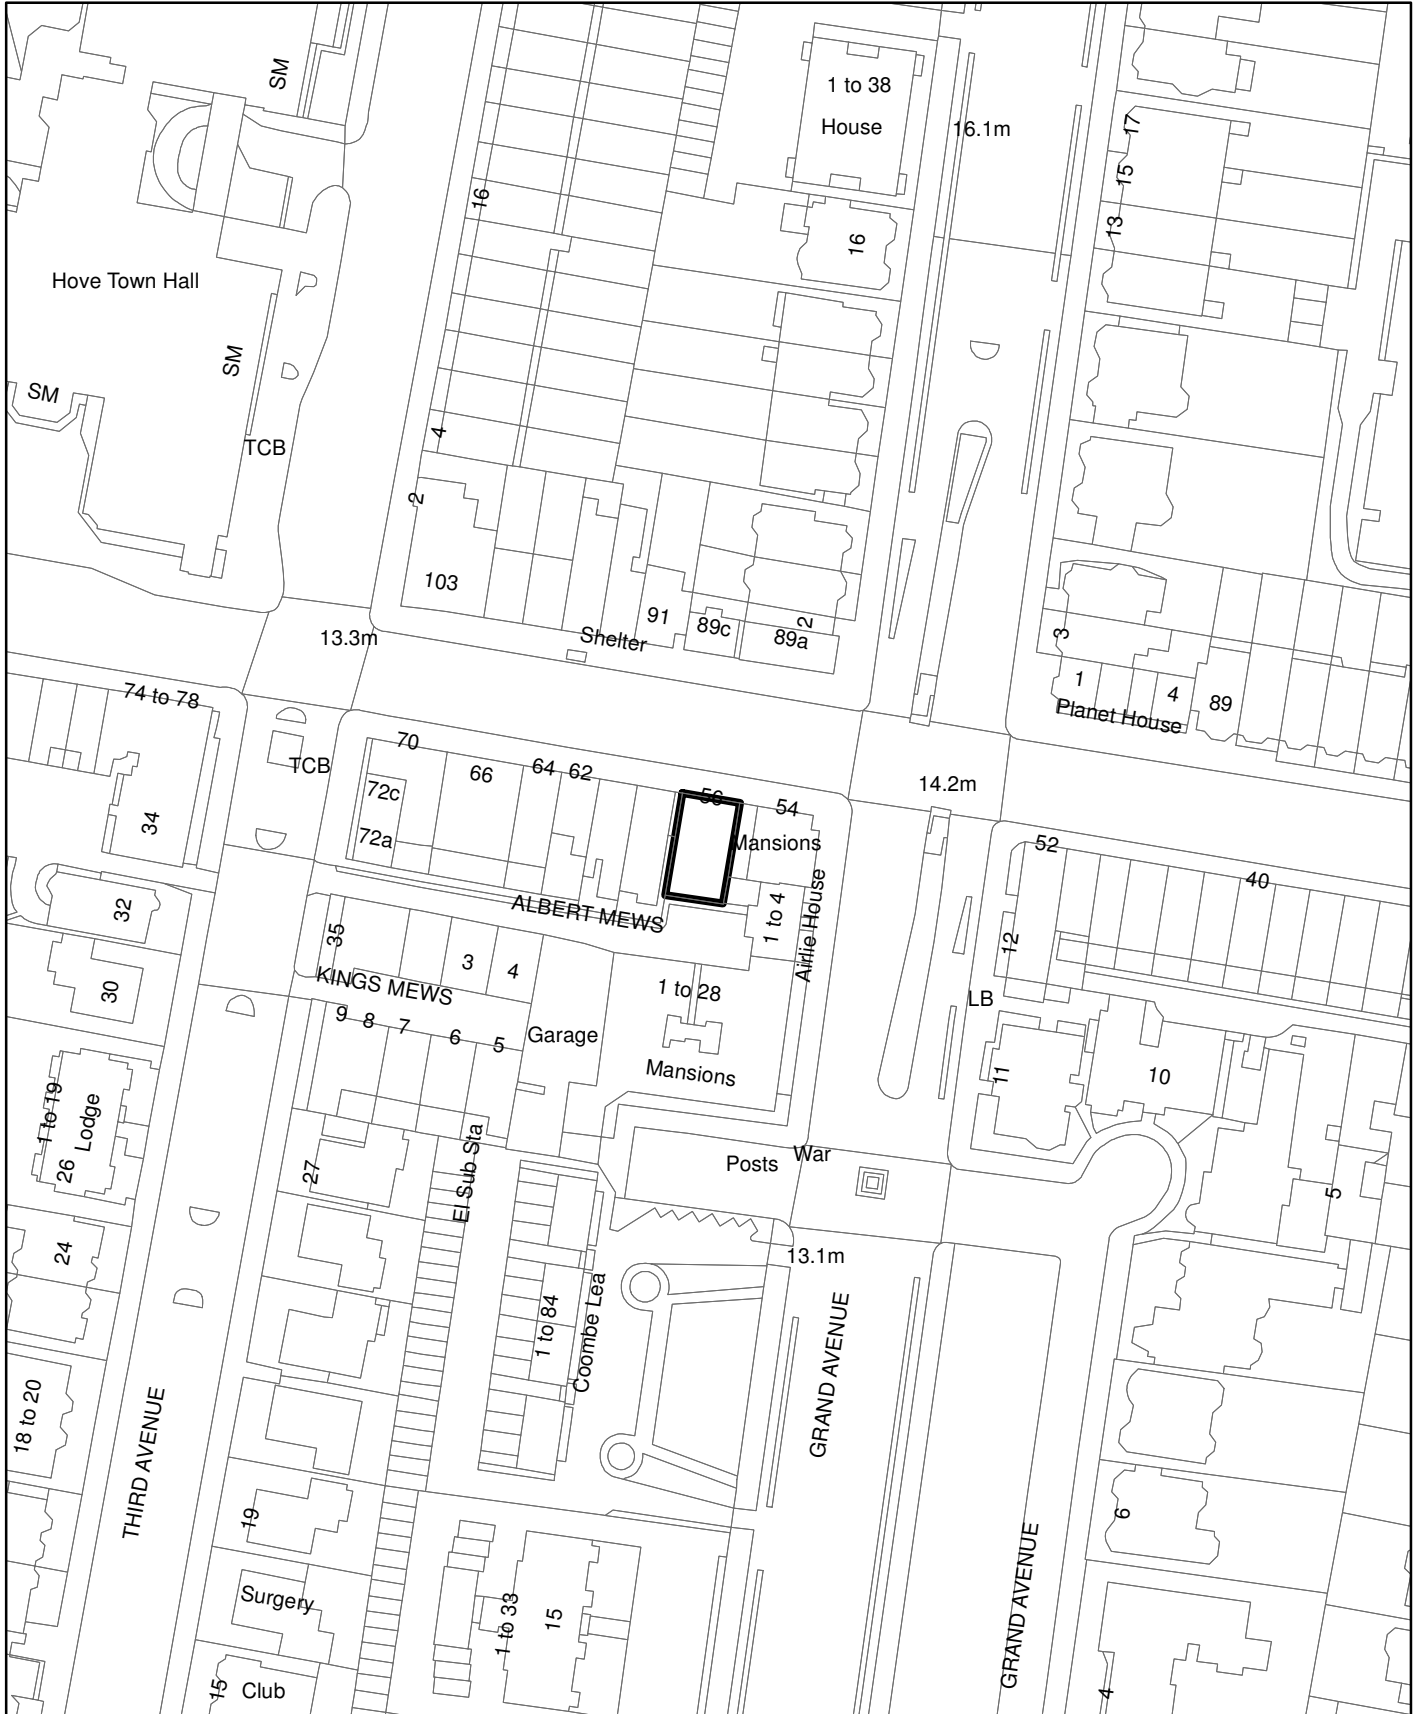 SM
1 to 38
House
16.1m
17
15
13
16
16
Hove Town Hall
SM
SM
TCB
4
2
103
91
89c
89a
2
Shelter
13.3m
3
1
4
89
Planet House
74 to 78
70
66
64
62
56
54
14.2m
TCB
72c
72a
34
Mansions
52
40
32
ALBERT MEWS
1 to 4
Airlie House
12
35
3
4
KINGS MEWS
30
1 to 28
LB
9
8
7
6
5
Garage
Mansions
11
10
1 to 19
Lodge
26
27
El Sub Sta
Posts
War
5
24
13.1m
1 to 84
Coombe Lea
GRAND AVENUE
18 to 20
THIRD AVENUE
19
6
GRAND AVENUE
Surgery
1 to 33
15
15
Club
4